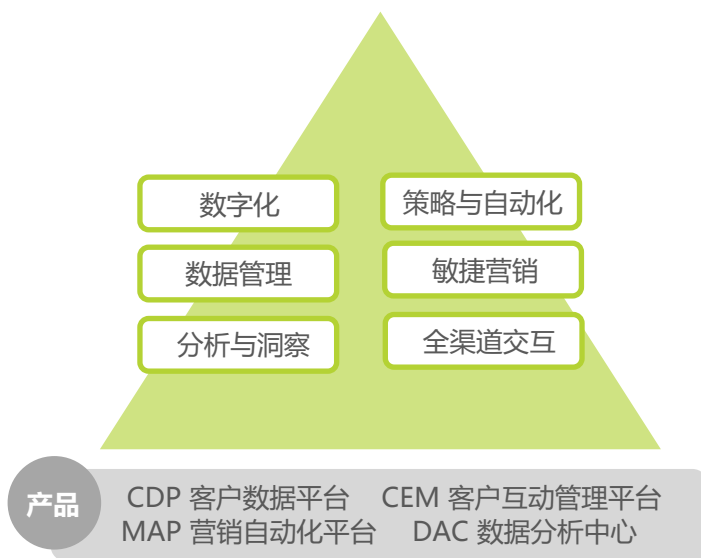 数字化
策略与自动化
数据管理
敏捷营销
分析与洞察
全渠道交互
产品
CDP 客户数据平台 CEM 客户互动管理平台
MAP 营销自动化平台 DAC 数据分析中心